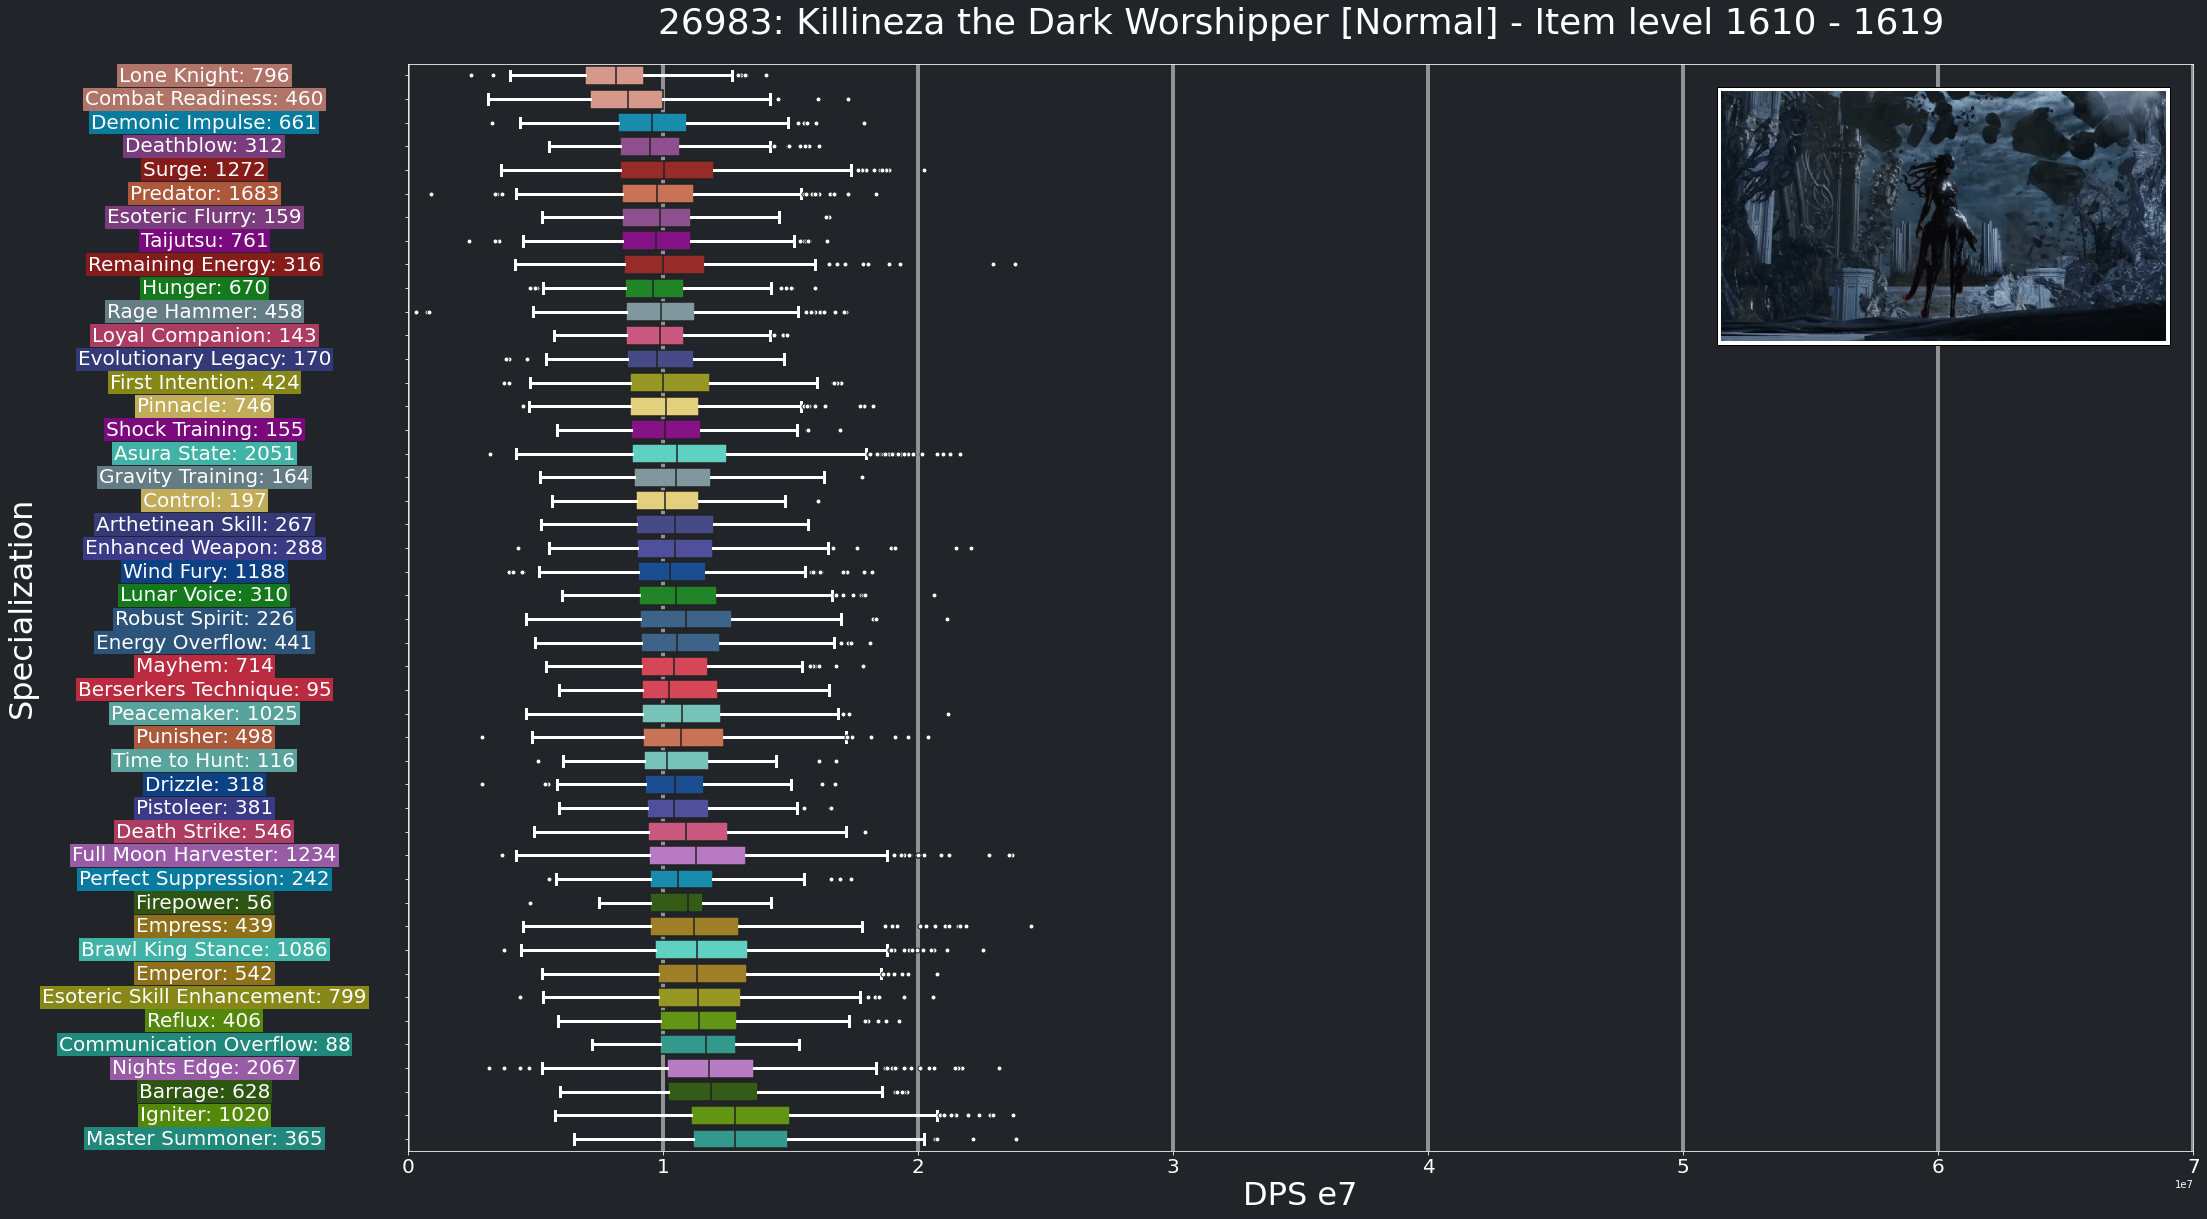 26983: Killineza the Dark Worshipper [Normal] - Item level 1610 - 1619
Specialization
Lone Knight: 796
Combat Readiness: 460
Demonic Impulse: 661
Deathblow: 312
Surge: 1272
Predator: 1683
Esoteric Flurry: 159
Taijutsu: 761
Remaining Energy: 316
Hunger: 670
Rage Hammer: 458
Loyal Companion: 143
Evolutionary Legacy: 170
First Intention: 424
Pinnacle: 746
Shock Training: 155
Asura State: 2051
Gravity Training: 164
Control: 197
Arthetinean Skill: 267
Enhanced Weapon: 288
Wind Fury: 1188
Lunar Voice: 310
Robust Spirit: 226
Energy Overflow: 441
Mayhem: 714
Berserkers Technique: 95
Peacemaker: 1025
Punisher: 498
Time to Hunt: 116
Drizzle: 318
Pistoleer: 381
Death Strike: 546
Full Moon Harvester: 1234
Perfect Suppression: 242
Firepower: 56
Empress: 439
Brawl King Stance: 1086
Emperor: 542
Esoteric Skill Enhancement: 799
Reflux: 406
Communication Overflow: 88
Nights Edge: 2067
Barrage: 628
Igniter: 1020
Master Summoner: 365
0 1 2 3 4 5 6 7
1e7
DPS e7